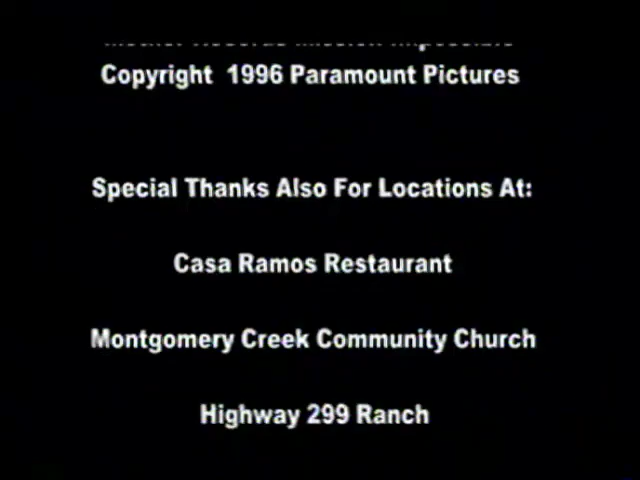 Copyright 1996 Paramount Pictures
Special Thanks Also For Locations At:
Casa Ramos Restaurant
Montgomery Creek Community Church
Highway 299 Ranch